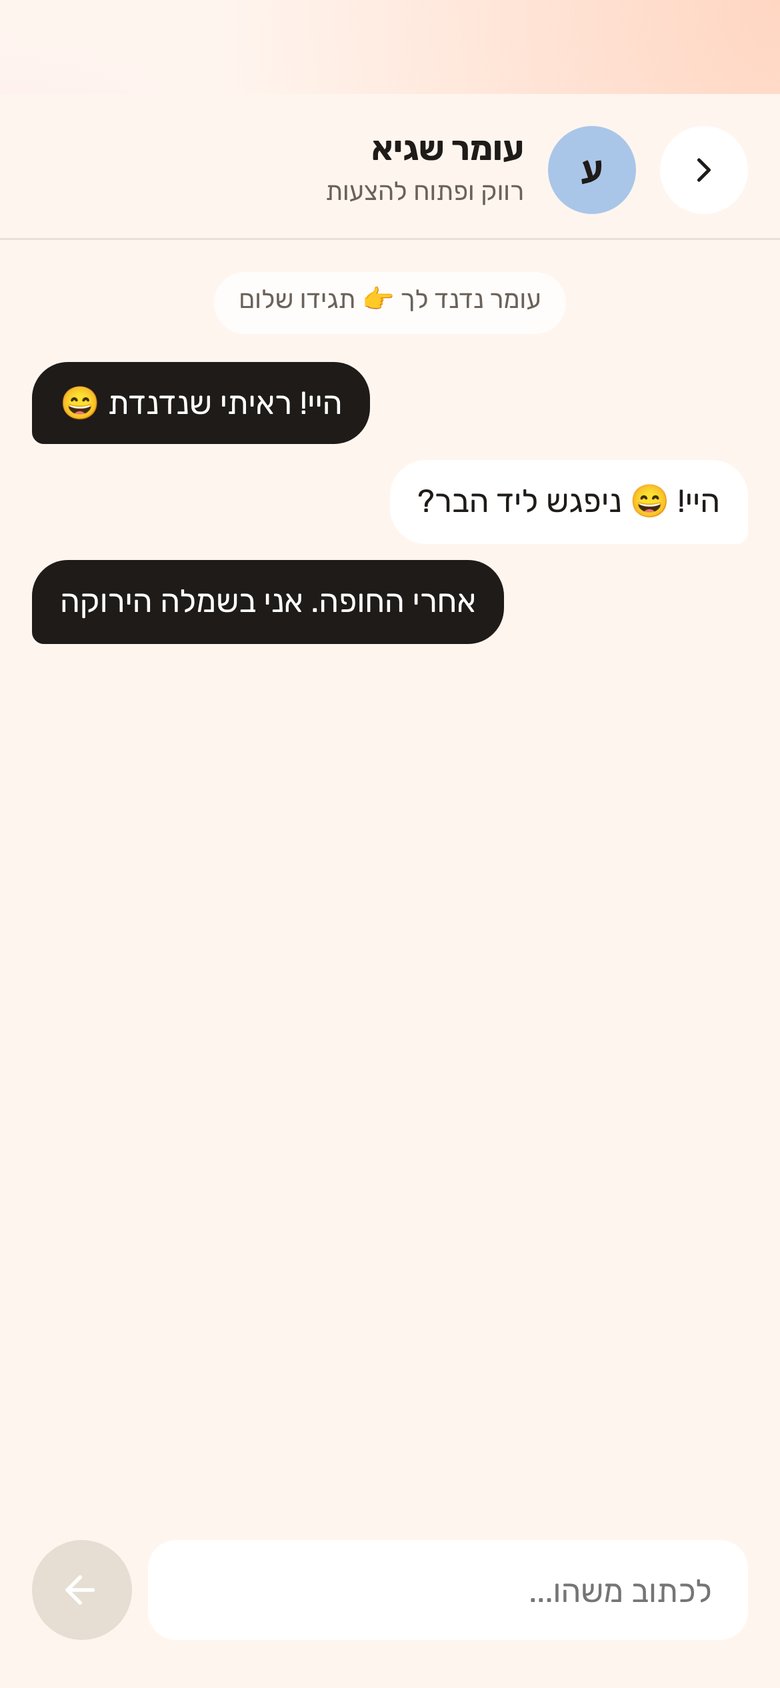 עומר שגיא
ע
רווק ופתוח להצעות
עומר נדנד לך 👉 תגידו שלום
היי! ראיתי שנדנדת 😄
היי! 😄 ניפגש ליד הבר?
אחרי החופה. אני בשמלה הירוקה
לכתוב משהו...